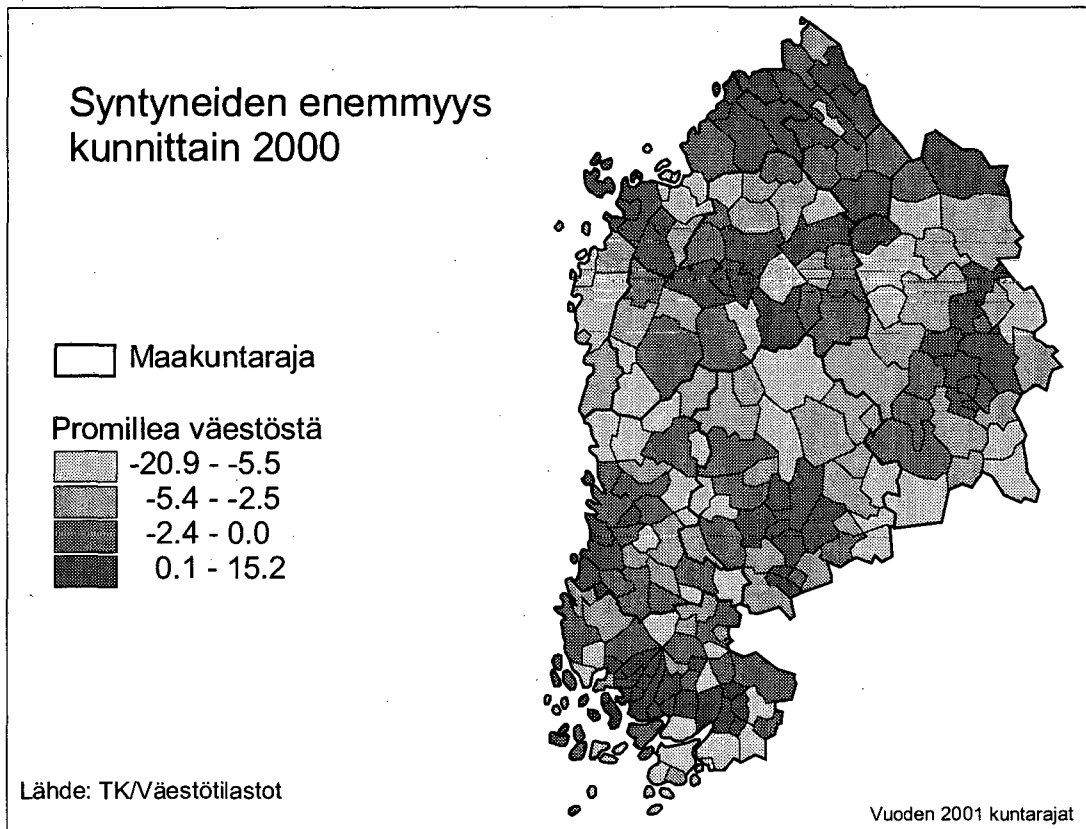 Syntyneiden enemmyys
kunnittain 2000
Maakuntaraja
Promillea väestöstä
-20.9 - -5.5
-5.4 - -2.5
-2.4 - 0.0
0.1 - 15.2
Lähde: TK/Väestötilastot
Vuoden 2001 kuntarajat